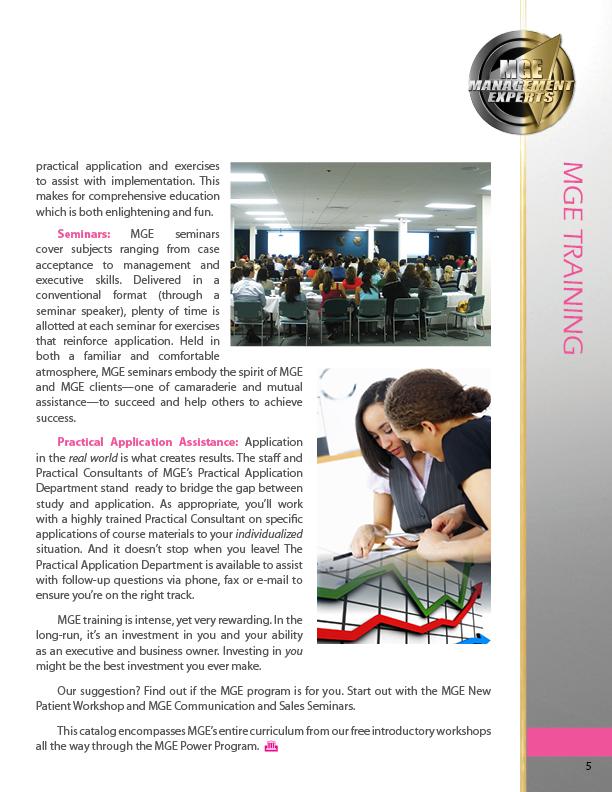 MGE
MANAGEMENT
EXPERTS
MGE TRAINING
practical application and exercises
to assist with implementation. This
makes for comprehensive education
which is both enlightening and fun.
Seminars: MGE seminars
cover subjects ranging from case
acceptance to management and
executive skills. Delivered in a
conventional format (through a
seminar speaker), plenty of time is
allotted at each seminar for exercises
that reinforce application. Held in
both a familiar and comfortable
atmosphere, MGE seminars embody the spirit of MGE
and MGE clients—one of camaraderie and mutual
assistance—to succeed and help others to achieve
success.
Practical Application Assistance: Application
in the real world is what creates results. The staff and
Practical Consultants of MGE's Practical Application
Department stand ready to bridge the gap between
study and application. As appropriate, you'll work
with a highly trained Practical Consultant on specific
applications of course materials to your individualized
situation. And it doesn't stop when you leave! The
Practical Application Department is available to assist
with follow-up questions via phone, fax or e-mail to
ensure you're on the right track.
MGE training is intense, yet very rewarding. In the
long-run, it's an investment in you and your ability
as an executive and business owner. Investing in you
might be the best investment you ever make.
Our suggestion? Find out if the MGE program is for you. Start out with the MGE New
Patient Workshop and MGE Communication and Sales Seminars.
This catalog encompasses MGE's entire curriculum from our free introductory workshops
all the way through the MGE Power Program.
5